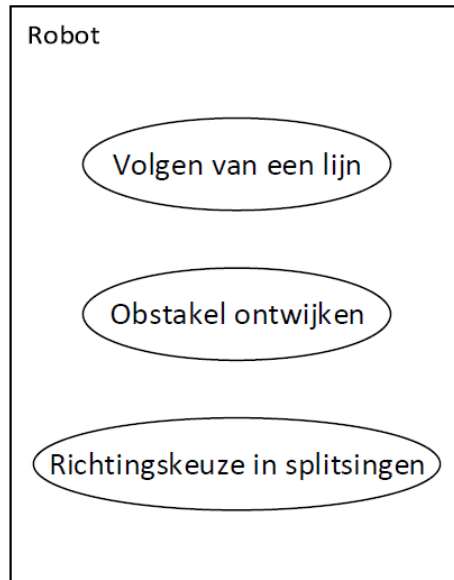 Robot
Volgen van een lijn
Obstakel ontwijken
Richtingskeuze in splitsingen